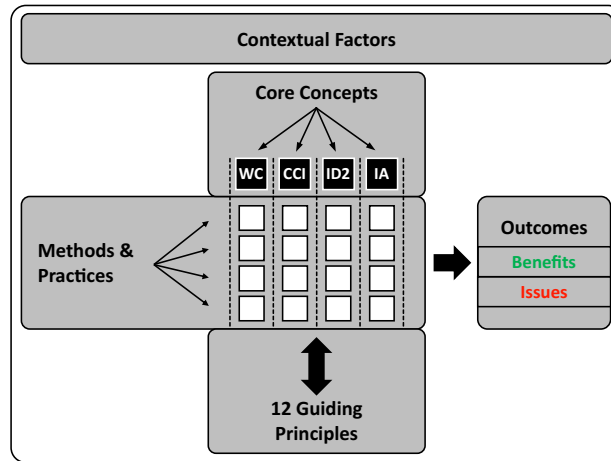 Contextual Factors
Core Concepts
WC CCI ID2 IA
Methods &
Practices
Outcomes
Benefits
Issues
12 Guiding
Principles